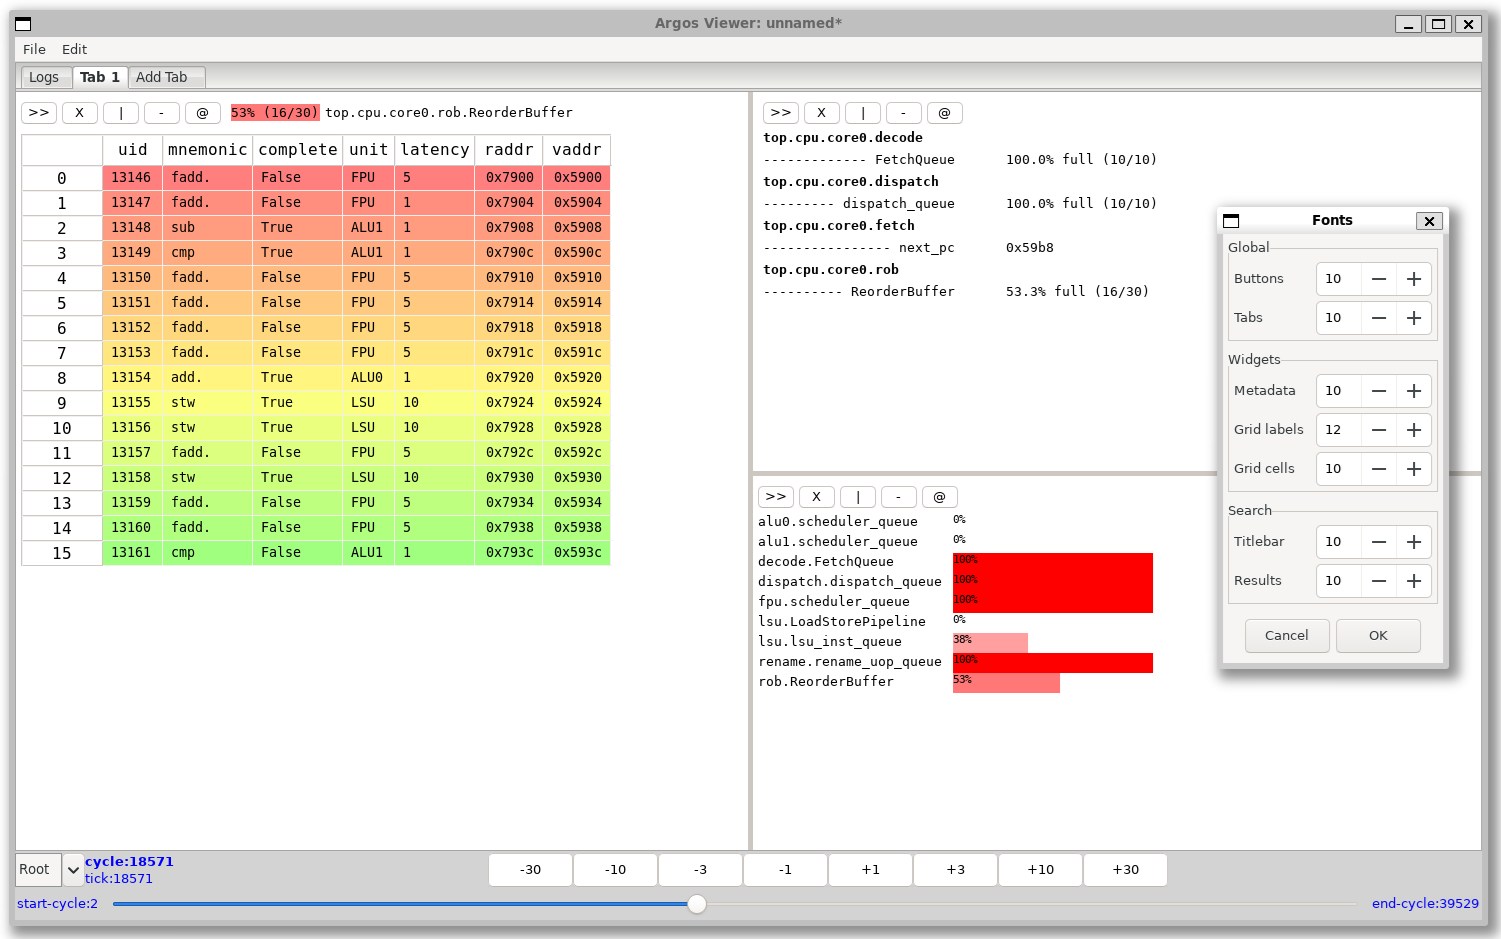 Argos Viewer: unnamed*
File Edit
Logs Tab 1 Add Tab
>> X | - @ 53% (16/30) top.cpu.core0.rob.ReorderBuffer
uid mnemonic complete unit latency raddr vaddr
0 13146 fadd. False FPU 5 0x7900 0x5900
1 13147 fadd. False FPU 1 0x7904 0x5904
2 13148 sub True ALU1 1 0x7908 0x5908
3 13149 cmp True ALU1 1 0x790c 0x590c
4 13150 fadd. False FPU 5 0x7910 0x5910
5 13151 fadd. False FPU 5 0x7914 0x5914
6 13152 fadd. False FPU 5 0x7918 0x5918
7 13153 fadd. False FPU 5 0x791c 0x591c
8 13154 add. True ALU0 1 0x7920 0x5920
9 13155 stw True LSU 10 0x7924 0x5924
10 13156 stw True LSU 10 0x7928 0x5928
11 13157 fadd. False FPU 5 0x792c 0x592c
12 13158 stw True LSU 10 0x7930 0x5930
13 13159 fadd. False FPU 5 0x7934 0x5934
14 13160 fadd. False FPU 5 0x7938 0x5938
15 13161 cmp False ALU1 1 0x793c 0x593c
>> X | - @
top.cpu.core0.decode
------------- FetchQueue 100.0% full (10/10)
top.cpu.core0.dispatch
--------- dispatch_queue 100.0% full (10/10)
top.cpu.core0.fetch
---------------- next_pc 0x59b8
top.cpu.core0.rob
---------- ReorderBuffer 53.3% full (16/30)
>> X | - @
alu0.scheduler_queue 0%
alu1.scheduler_queue 0%
decode.FetchQueue 100%
dispatch.dispatch_queue 100%
fpu.scheduler_queue 100%
lsu.LoadStorePipeline 0%
lsu.lsu_inst_queue 38%
rename.rename_uop_queue 100%
rob.ReorderBuffer 53%
Fonts
Global
Buttons 10
Tabs 10
Widgets
Metadata 10
Grid labels 12
Grid cells 10
Search
Titlebar 10
Results 10
Cancel OK
Root cycle:18571
tick:18571
-30 -10 -3 -1 +1 +3 +10 +30
start-cycle:2 end-cycle:39529